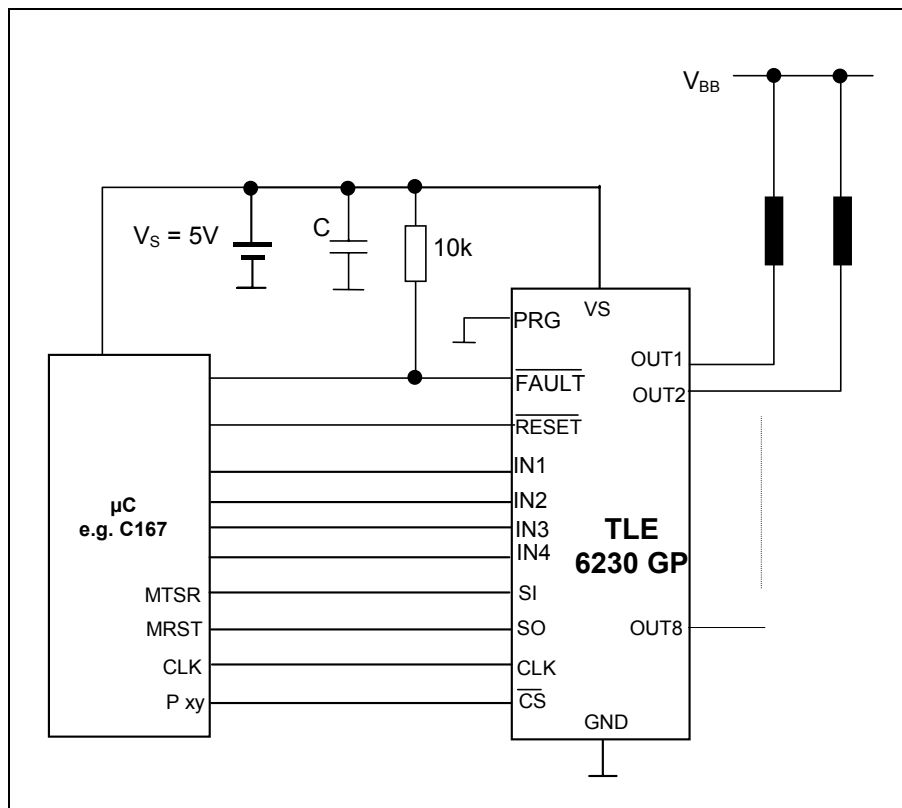 V_BB
V_S = 5V
C
10k
VS
PRG
OUT1
FAULT
OUT2
RESET
IN1
µC
e.g. C167
IN2
IN3
IN4
TLE
6230 GP
MTSR
SI
MRST
SO
OUT8
CLK
CLK
P xy
CS
GND